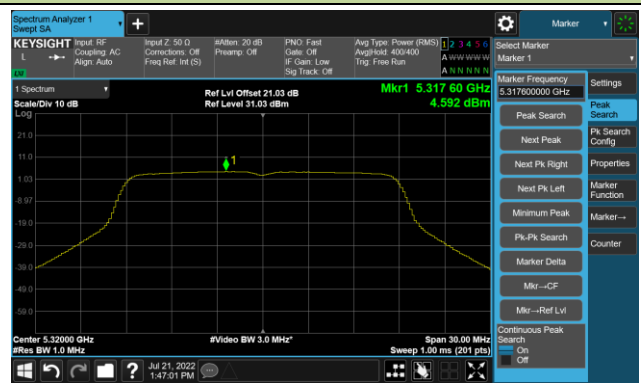 Spectrum Analyzer 1
Swept SA
+
Marker
KEYSIGHT
L
Input: RF
Coupling: AC
Align: Auto
Input Z: 50 Ω
Corrections: Off
Freq Ref: Int (S)
#Atten: 20 dB
Preamp: Off
PNO: Fast
Gate: Off
IF Gain: Low
Sig Track: Off
Avg Type: Power (RMS)
Avg|Hold: 400/400
Trig: Free Run
1 2 3 4 5 6
A WW WW W
A N N N N N
Select Marker
Marker 1
1 Spectrum
Scale/Div 10 dB
Log
Ref Lvl Offset 21.03 dB
Ref Level 31.03 dBm
Mkr1 5.317 60 GHz
4.592 dBm
1
21.0
11.0
1.03
-8.97
-19.0
-29.0
-39.0
-49.0
-59.0
Center 5.32000 GHz
#Res BW 1.0 MHz
#Video BW 3.0 MHz*
Span 30.00 MHz
Sweep 1.00 ms (201 pts)
Marker Frequency
5.317600000 GHz
Peak Search
Next Peak
Next Pk Right
Next Pk Left
Minimum Peak
Pk-Pk Search
Marker Delta
Mkr→CF
Mkr→Ref Lvl
Continuous Peak
Search
On
Off
Settings
Peak
Search
Pk Search
Config
Properties
Marker
Function
Marker→
Counter
?
Jul 21, 2022
1:47:01 PM